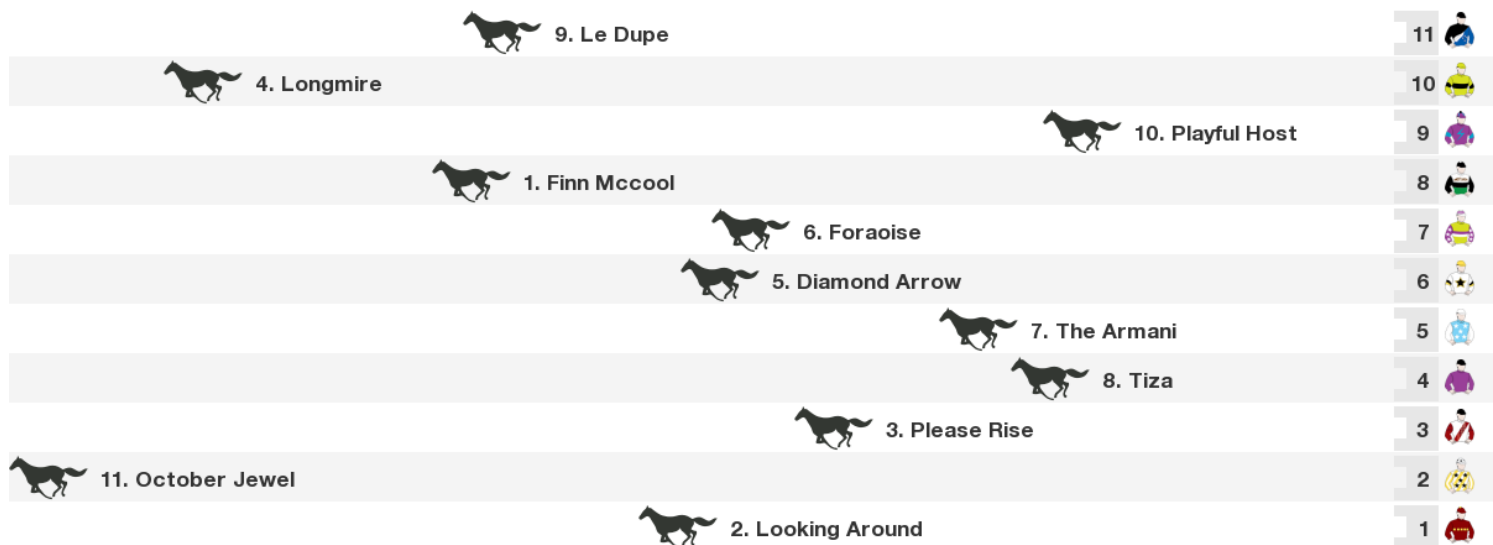 9. Le Dupe 11
4. Longmire 10
10. Playful Host 9
1. Finn Mccool 8
6. Foraoise 7
5. Diamond Arrow 6
7. The Armani 5
8. Tiza 4
3. Please Rise 3
11. October Jewel 2
2. Looking Around 1